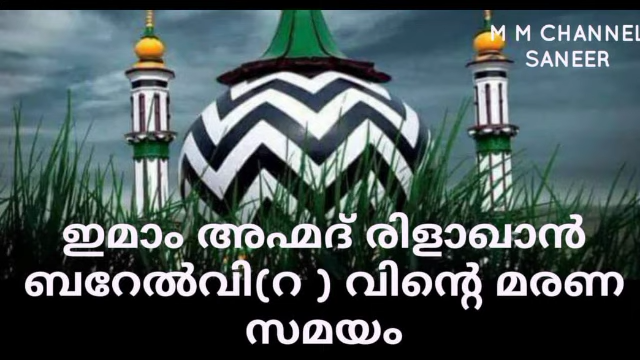 M M CHANNEL
SANEER
ഇമാം അഹ്മദ് രിളാഖാൻ
ബറേൽവി(റ ) വിന്റെ മരണ
സമയം